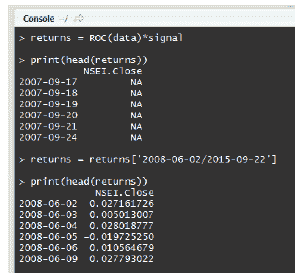 Console ~/
> returns = ROC(data)*signal
> print(head(returns))
NSEI.Close
2007-09-17 NA
2007-09-18 NA
2007-09-19 NA
2007-09-20 NA
2007-09-21 NA
2007-09-24 NA
> returns = returns['2008-06-02/2015-09-22']
> print(head(returns))
NSEI.Close
2008-06-02 0.027161726
2008-06-03 0.005013007
2008-06-04 0.028018777
2008-06-05 -0.019725250
2008-06-06 0.010564679
2008-06-09 0.027793022